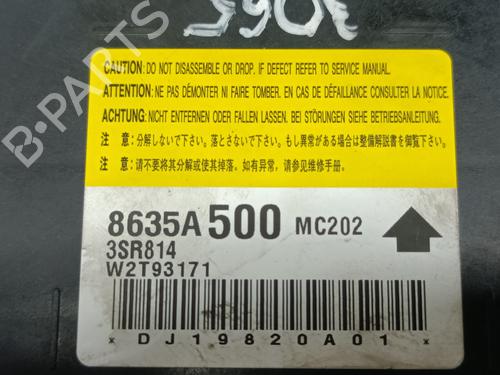 CAUTION: DO NOT DISASSEMBLE OR DROP. IF DEFECT REFER TO SERVICE MANUAL.
ATTENTION: NE PAS DÉMONTER NI FAIRE TOMBER. EN CAS DE DÉFAILLANCE CONSULTER LA NOTICE.
ACHTUNG: NICHT ENTFERNEN ODER FALLEN LASSEN. BEI STÖRUNGEN SIEHE BETRIEBSANLEITUNG.
注 意 : 分解しないで下さい。落とさないで下さい。もし異常がある場合は整備解説書を御覧下さい。
注 意 : 请不要将其分解或使其掉落。如有异常，请参见维修手册。
8635A500 MC202
3SR814
W2T93171
DJ19820A01